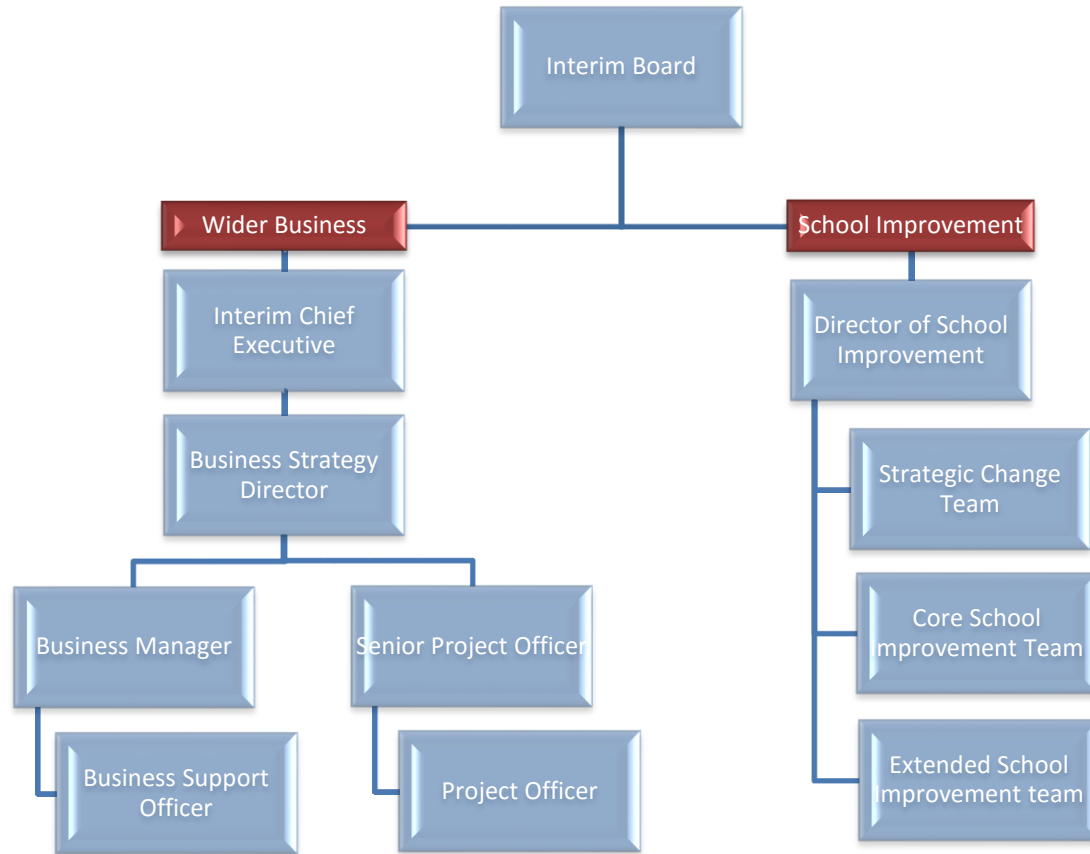 Interim Board
Wider Business
School Improvement
Interim Chief
Executive
Director of School
Improvement
Business Strategy
Director
Strategic Change
Team
Business Manager
Senior Project Officer
Core School
Improvement Team
Business Support
Officer
Project Officer
Extended School
Improvement team